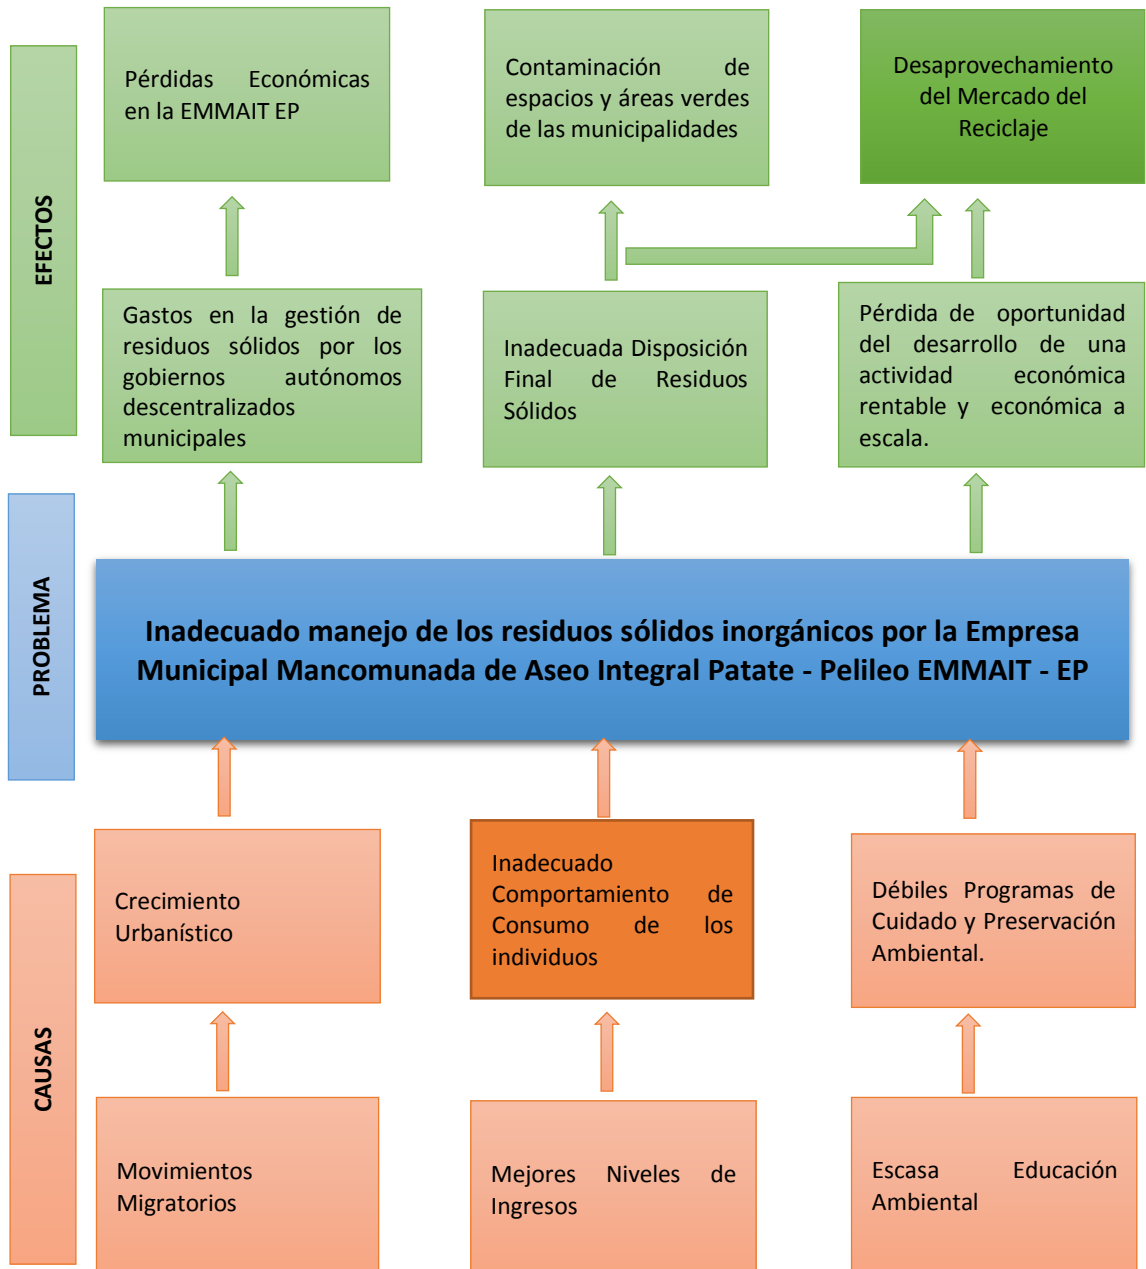 EFECTOS
Pérdidas Económicas
en la EMMAIT EP
Contaminación de
espacios y áreas verdes
de las municipalidades
Desaprovechamiento
del Mercado del
Reciclaje
Gastos en la gestión de
residuos sólidos por los
gobiernos autónomos
descentralizados
municipales
Inadecuada Disposición
Final de Residuos
Sólidos
Pérdida de oportunidad
del desarrollo de una
actividad económica
rentable y económica a
escala.
PROBLEMA
Inadecuado manejo de los residuos sólidos inorgánicos por la Empresa
Municipal Mancomunada de Aseo Integral Patate - Pelileo EMMAIT - EP
CAUSAS
Crecimiento
Urbanístico
Inadecuado
Comportamiento de
Consumo de los
individuos
Débiles Programas de
Cuidado y Preservación
Ambiental.
Movimientos
Migratorios
Mejores Niveles de
Ingresos
Escasa Educación
Ambiental